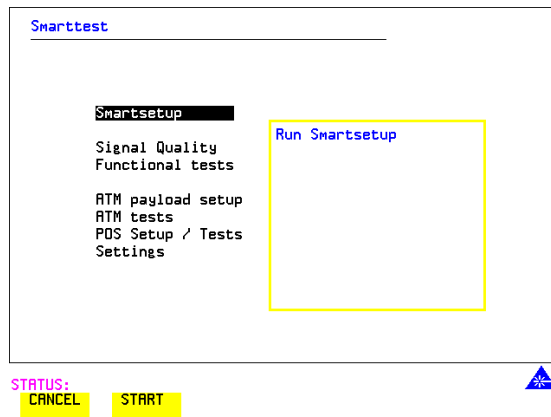 Smarttest
Smartsetup
Run Smartsetup
Signal Quality
Functional tests
ATM payload setup
ATM tests
POS Setup / Tests
Settings
STATUS:
CANCEL START